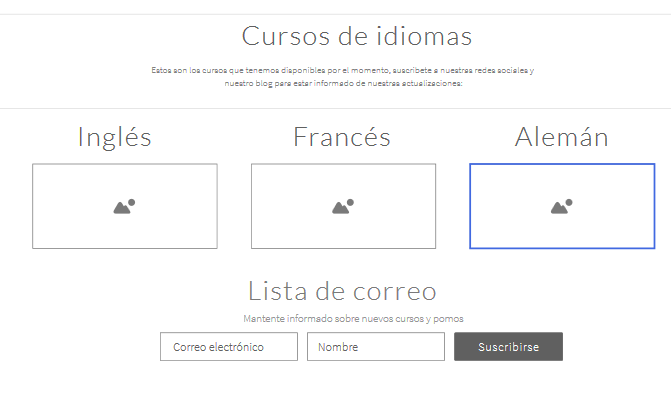 Cursos de idiomas
Estos son los cursos que tenemos disponibles por el momento, suscribete a nuestras redes sociales y
nuestro blog para estar informado de nuestras actualizaciones:
Inglés Francés Alemán
Lista de correo
Mantente informado sobre nuevos cursos y pomos
Correo electrónico Nombre Suscribirse